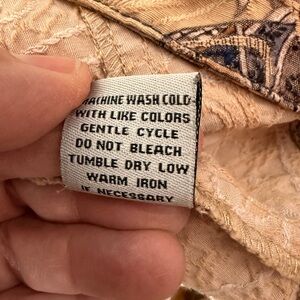 MACHINE WASH COLD
WITH LIKE COLORS
GENTLE CYCLE
DO NOT BLEACH
TUMBLE DRY LOW
WARM IRON
IF NECESSARY